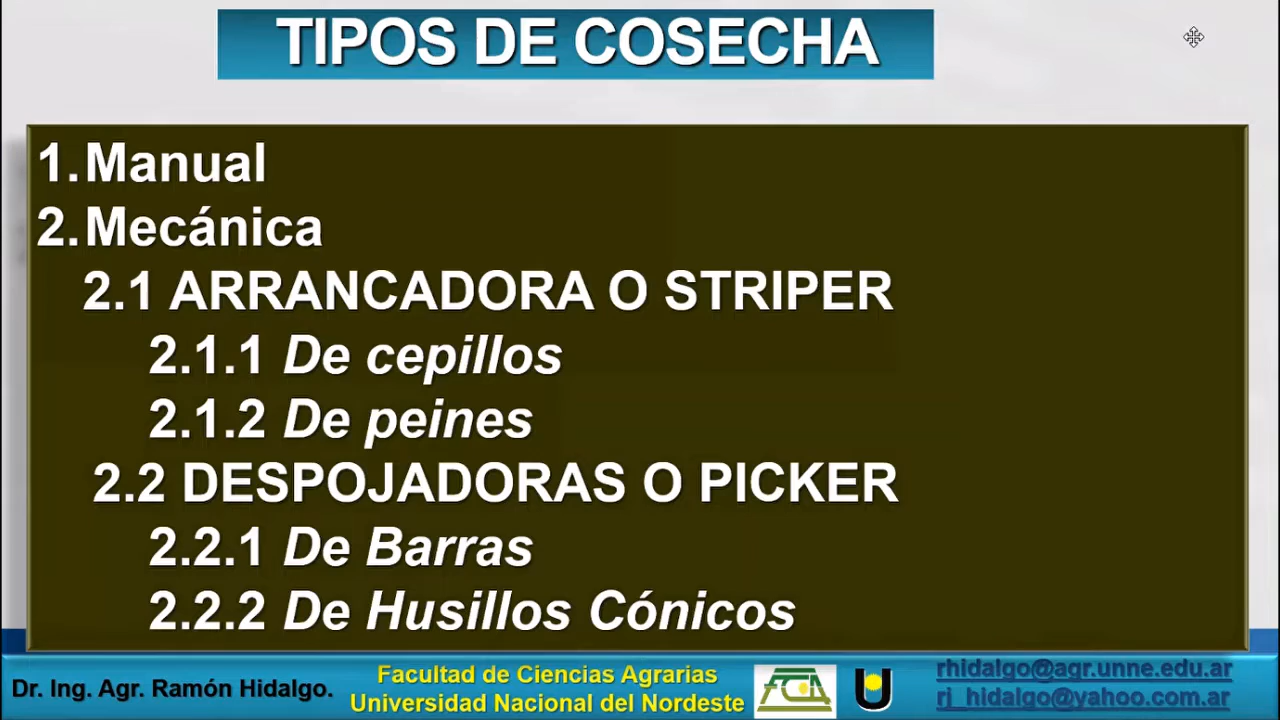 TIPOS DE COSECHA
1. Manual
2. Mecánica
2.1 ARRANCADORA O STRIPER
2.1.1 De cepillos
2.1.2 De peines
2.2 DESPOJADORAS O PICKER
2.2.1 De Barras
2.2.2 De Husillos Cónicos
Dr. Ing. Agr. Ramón Hidalgo.
Facultad de Ciencias Agrarias
Universidad Nacional del Nordeste
FCA
rhidalgo@agr.unne.edu.ar
rj_hidalgo@yahoo.com.ar